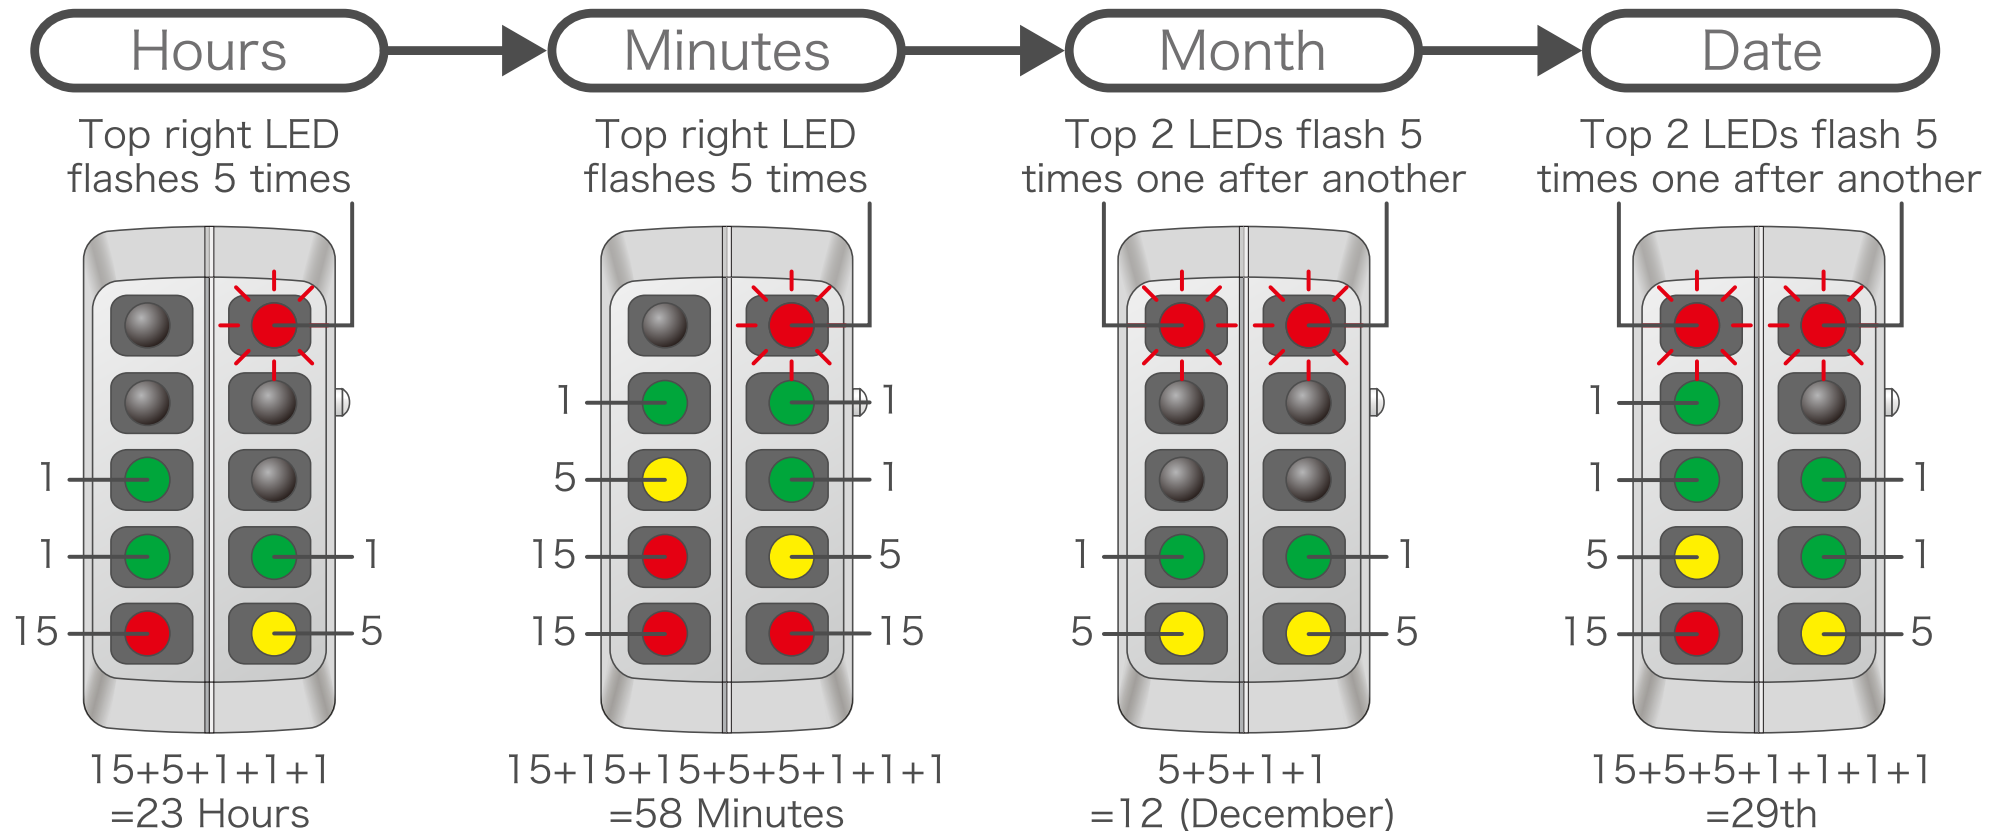 Hours
Minutes
Month
Date
Top right LED
flashes 5 times
Top right LED
flashes 5 times
Top 2 LEDs flash 5
times one after another
Top 2 LEDs flash 5
times one after another
1
1
15
1
5
15+5+1+1+1
=23 Hours
1
5
15
15
1
1
5
15
15+15+15+5+5+1+1+1
=58 Minutes
1
5
1
5
5+5+1+1
=12 (December)
1
1
5
15
1
1
5
15+5+5+1+1+1+1
=29th